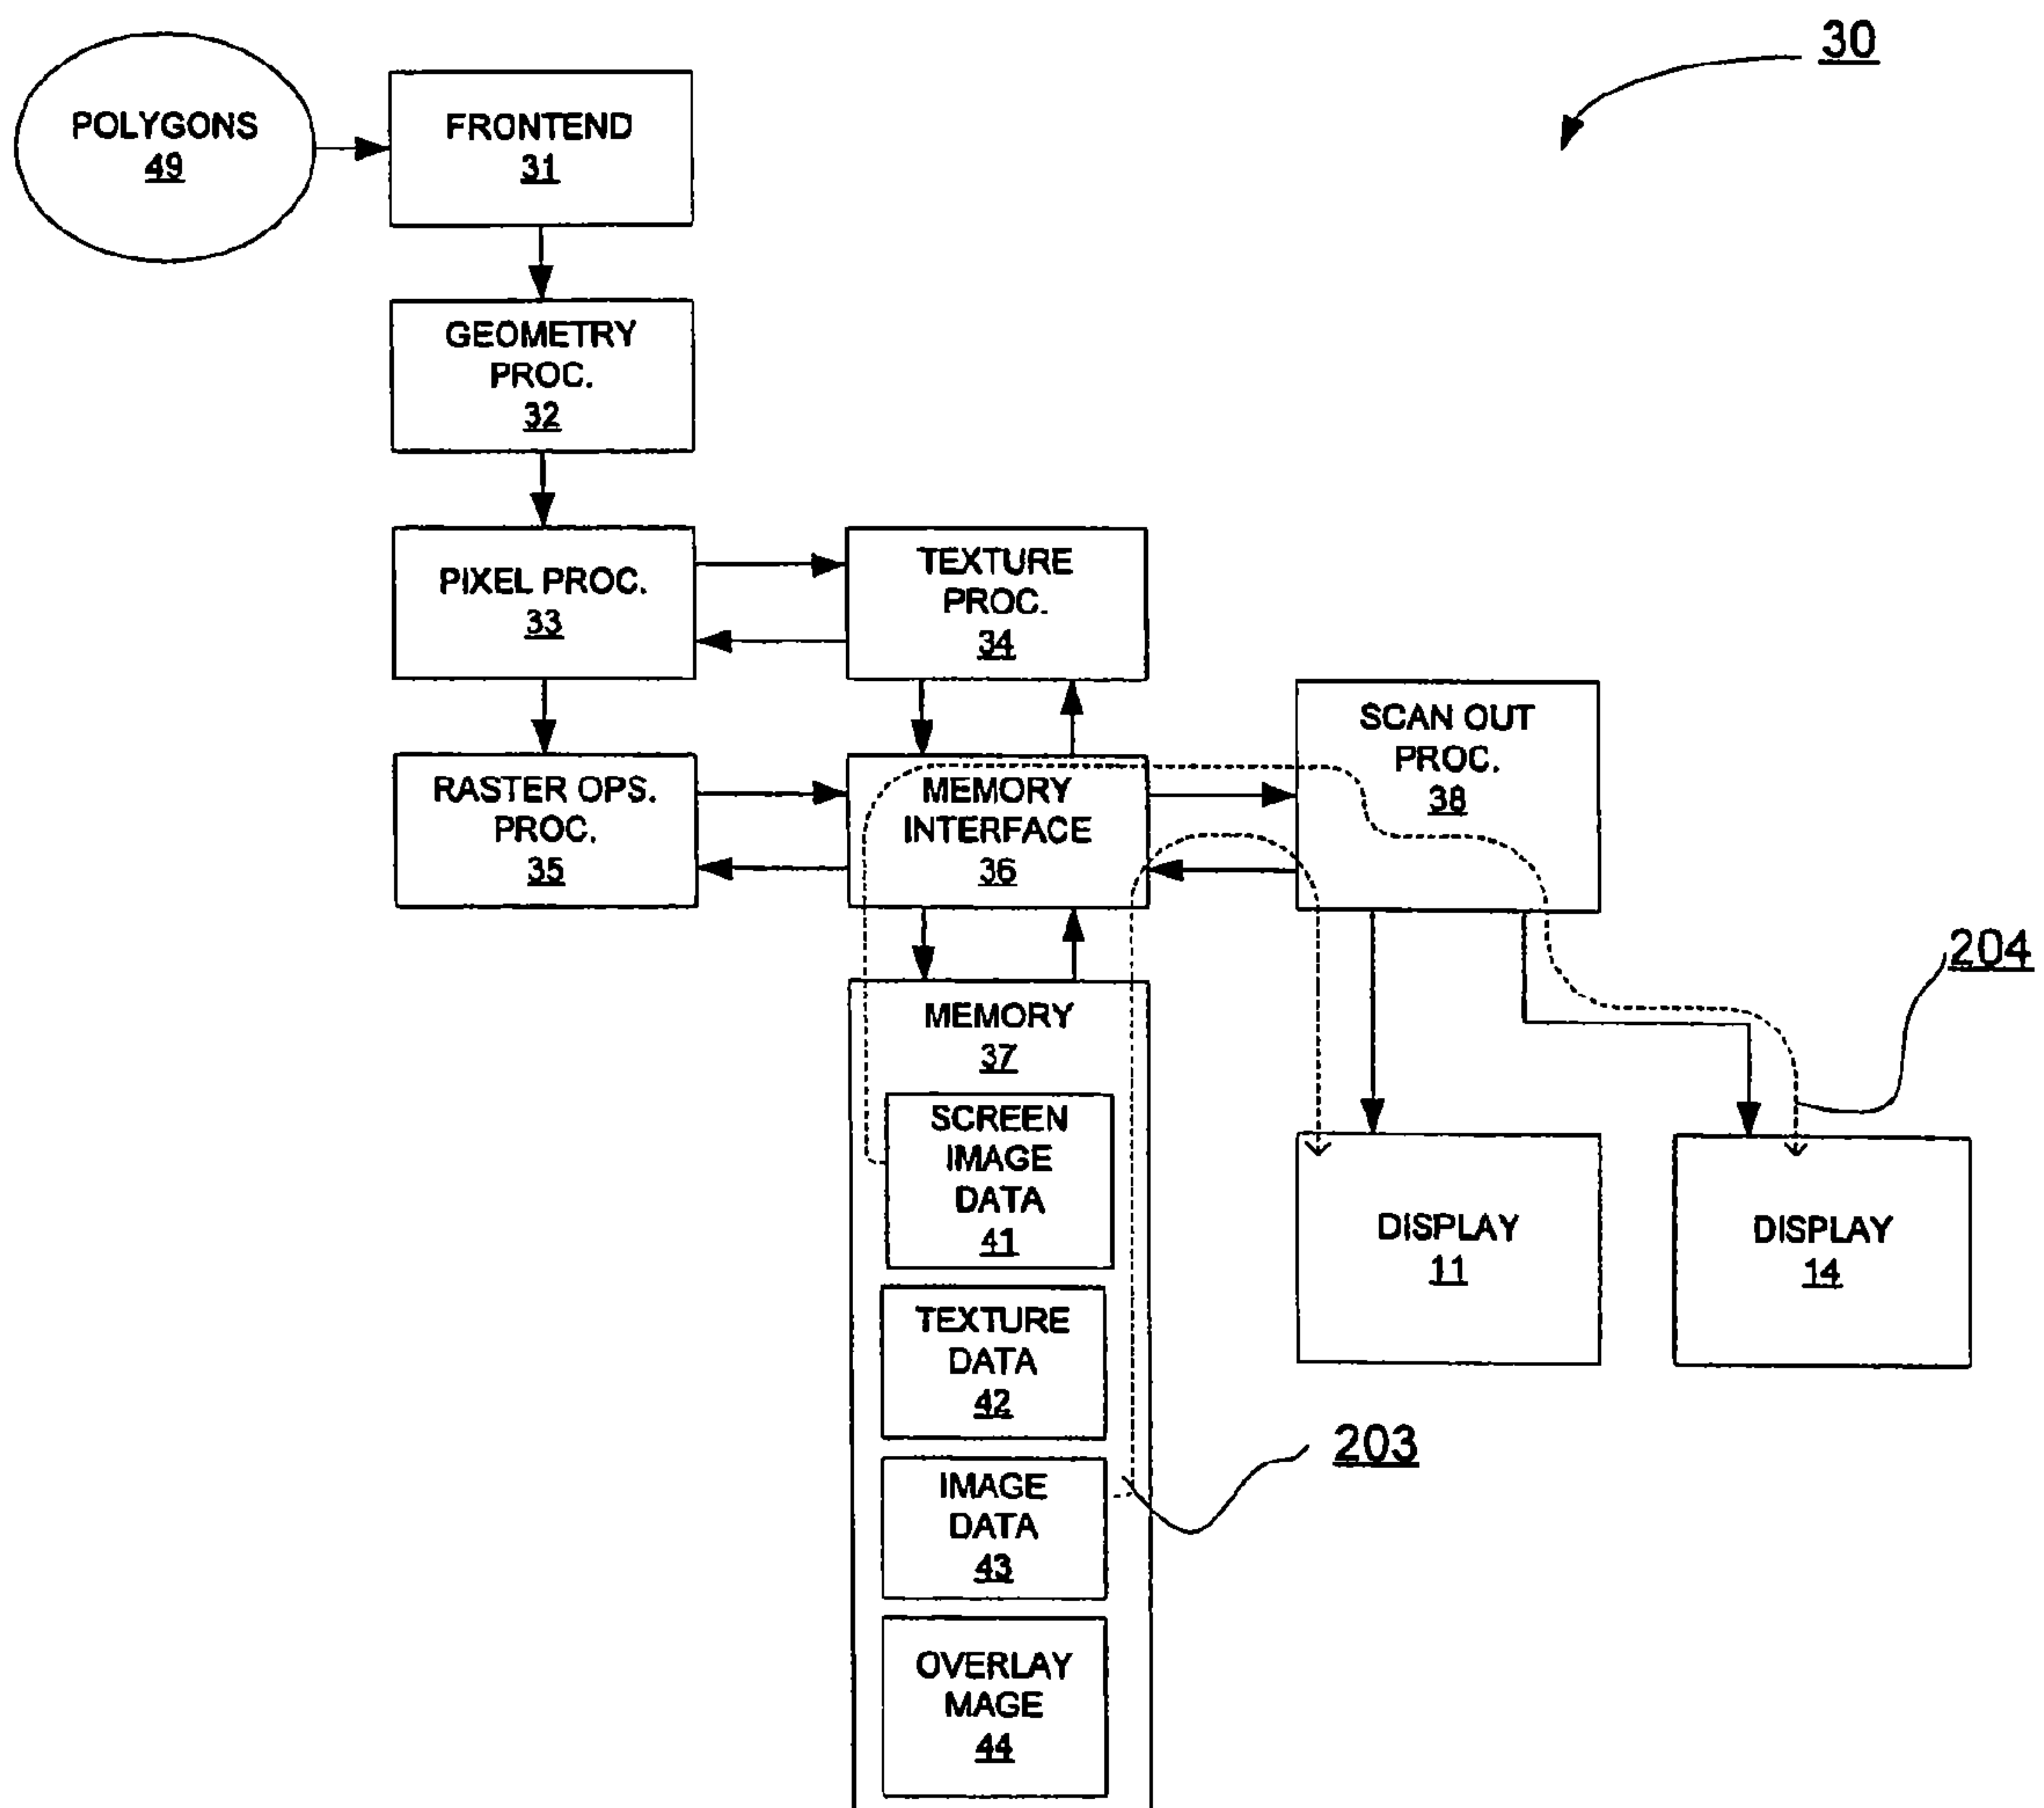 30
POLYGONS
49
FRONTEND
31
GEOMETRY
PROC.
32
PIXEL PROC.
33
TEXTURE
PROC.
34
SCAN OUT
PROC.
38
RASTER OPS.
PROC.
35
MEMORY
INTERFACE
36
204
MEMORY
37
SCREEN
IMAGE
DATA
41
DISPLAY
11
DISPLAY
14
TEXTURE
DATA
42
203
IMAGE
DATA
43
OVERLAY
MAGE
44